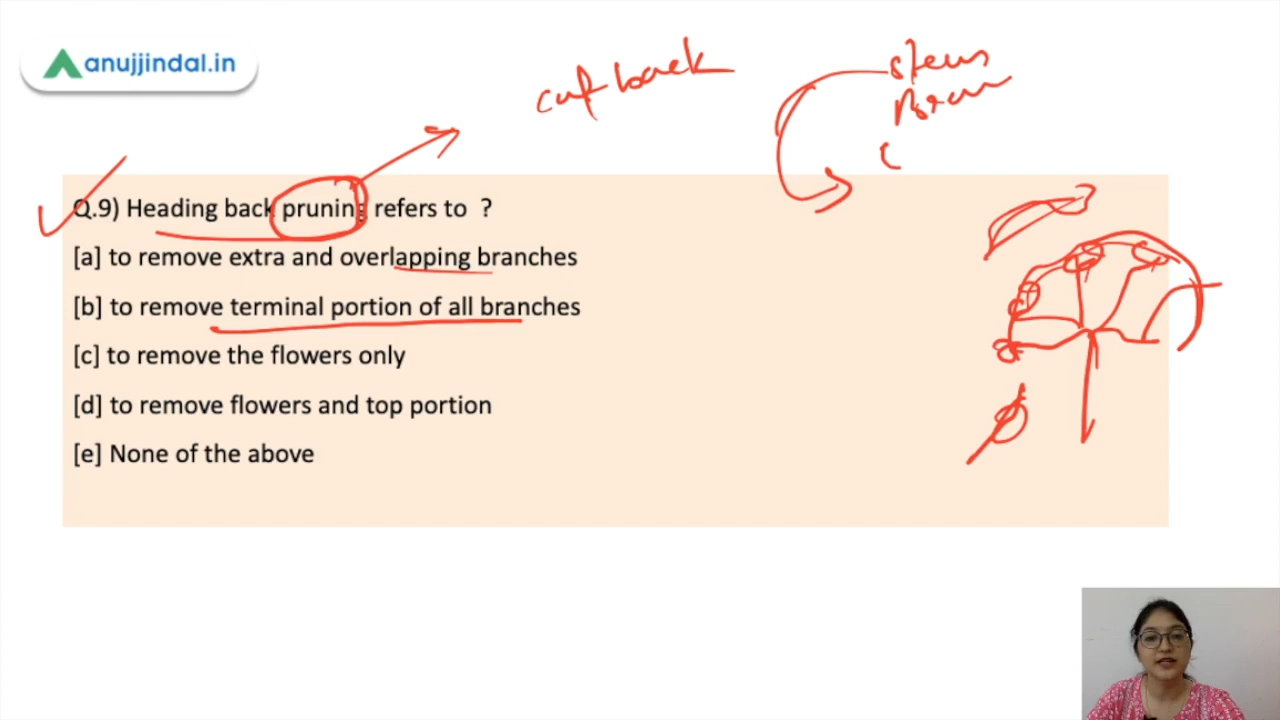 anujjindal.in
cut back
stems
Bran
Q.9) Heading back pruning refers to ?
[a] to remove extra and overlapping branches
[b] to remove terminal portion of all branches
[c] to remove the flowers only
[d] to remove flowers and top portion
[e] None of the above